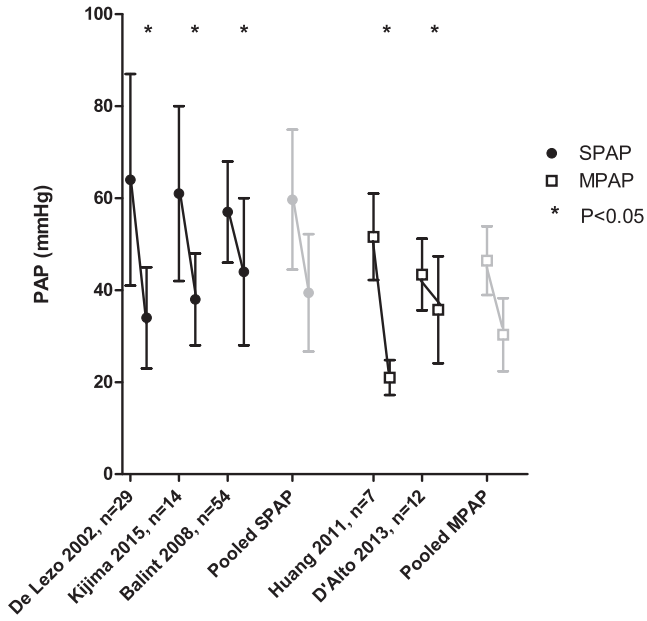 100
* * * * *
80
60
40
20
0
PAP (mmHg)
SPAP
MPAP
* P<0.05
De Lezo 2002, n=29
Kijima 2015, n=14
Balint 2008, n=54
Pooled SPAP
Huang 2011, n=7
D'Alto 2013, n=12
Pooled MPAP